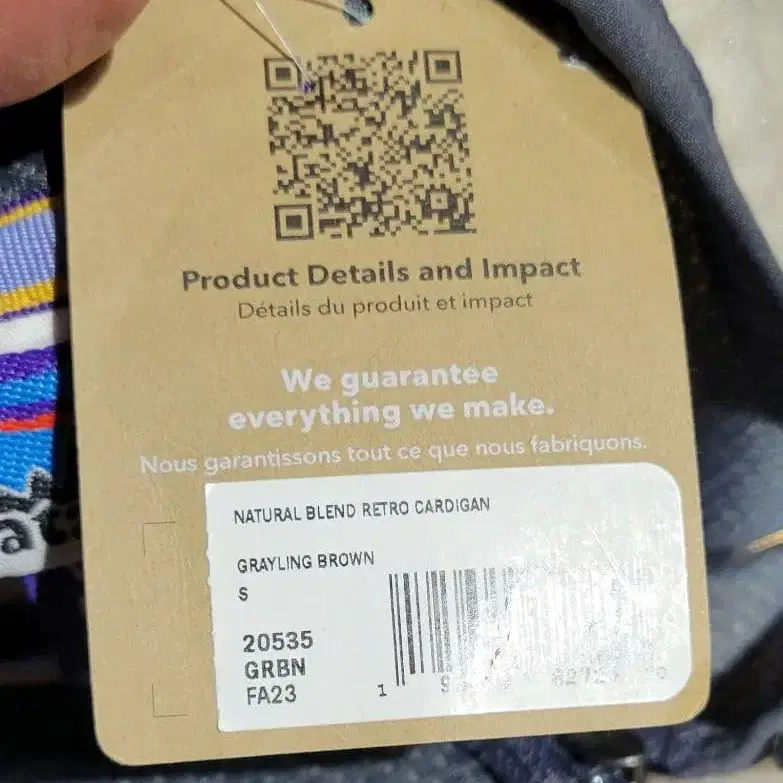 Product Details and Impact
Détails du produit et impact
We guarantee
everything we make.
Nous garantissons tout ce que nous fabriquons.
NATURAL BLEND RETRO CARDIGAN
GRAYLING BROWN
S
20535
GRBN
FA23
1